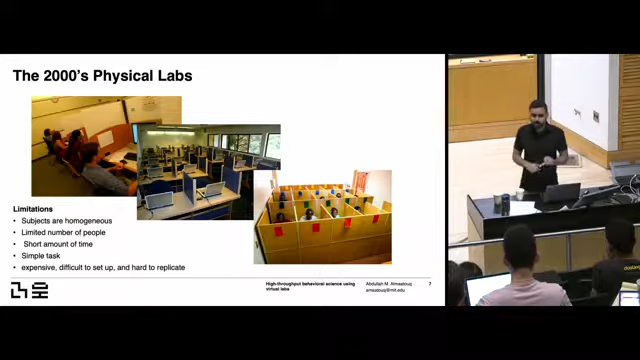 The 2000's Physical Labs
Limitations
• Subjects are homogeneous
• Limited number of people
• Short amount of time
• Simple task
• expensive, difficult to set up, and hard to replicate
High-throughput behavioral science using
virtual labs
Abdullah M. Almaatouq
amaatouq@mit.edu
7